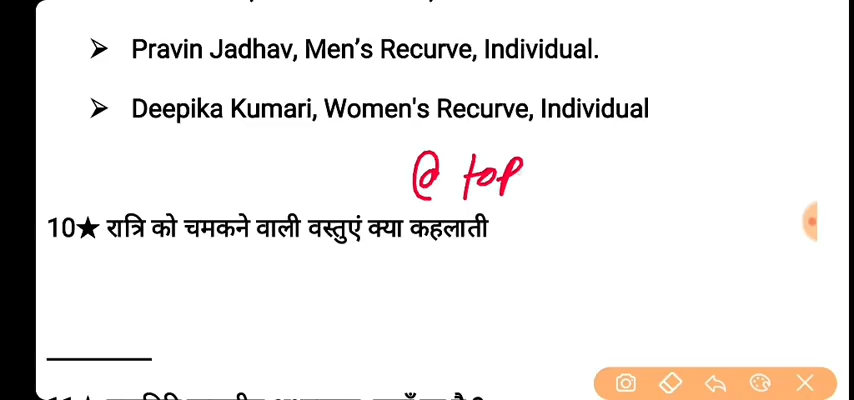 ➢ Pravin Jadhav, Men’s Recurve, Individual.
➢ Deepika Kumari, Women's Recurve, Individual
@ top
10★ रात्रि को चमकने वाली वस्तुएं क्या कहलाती